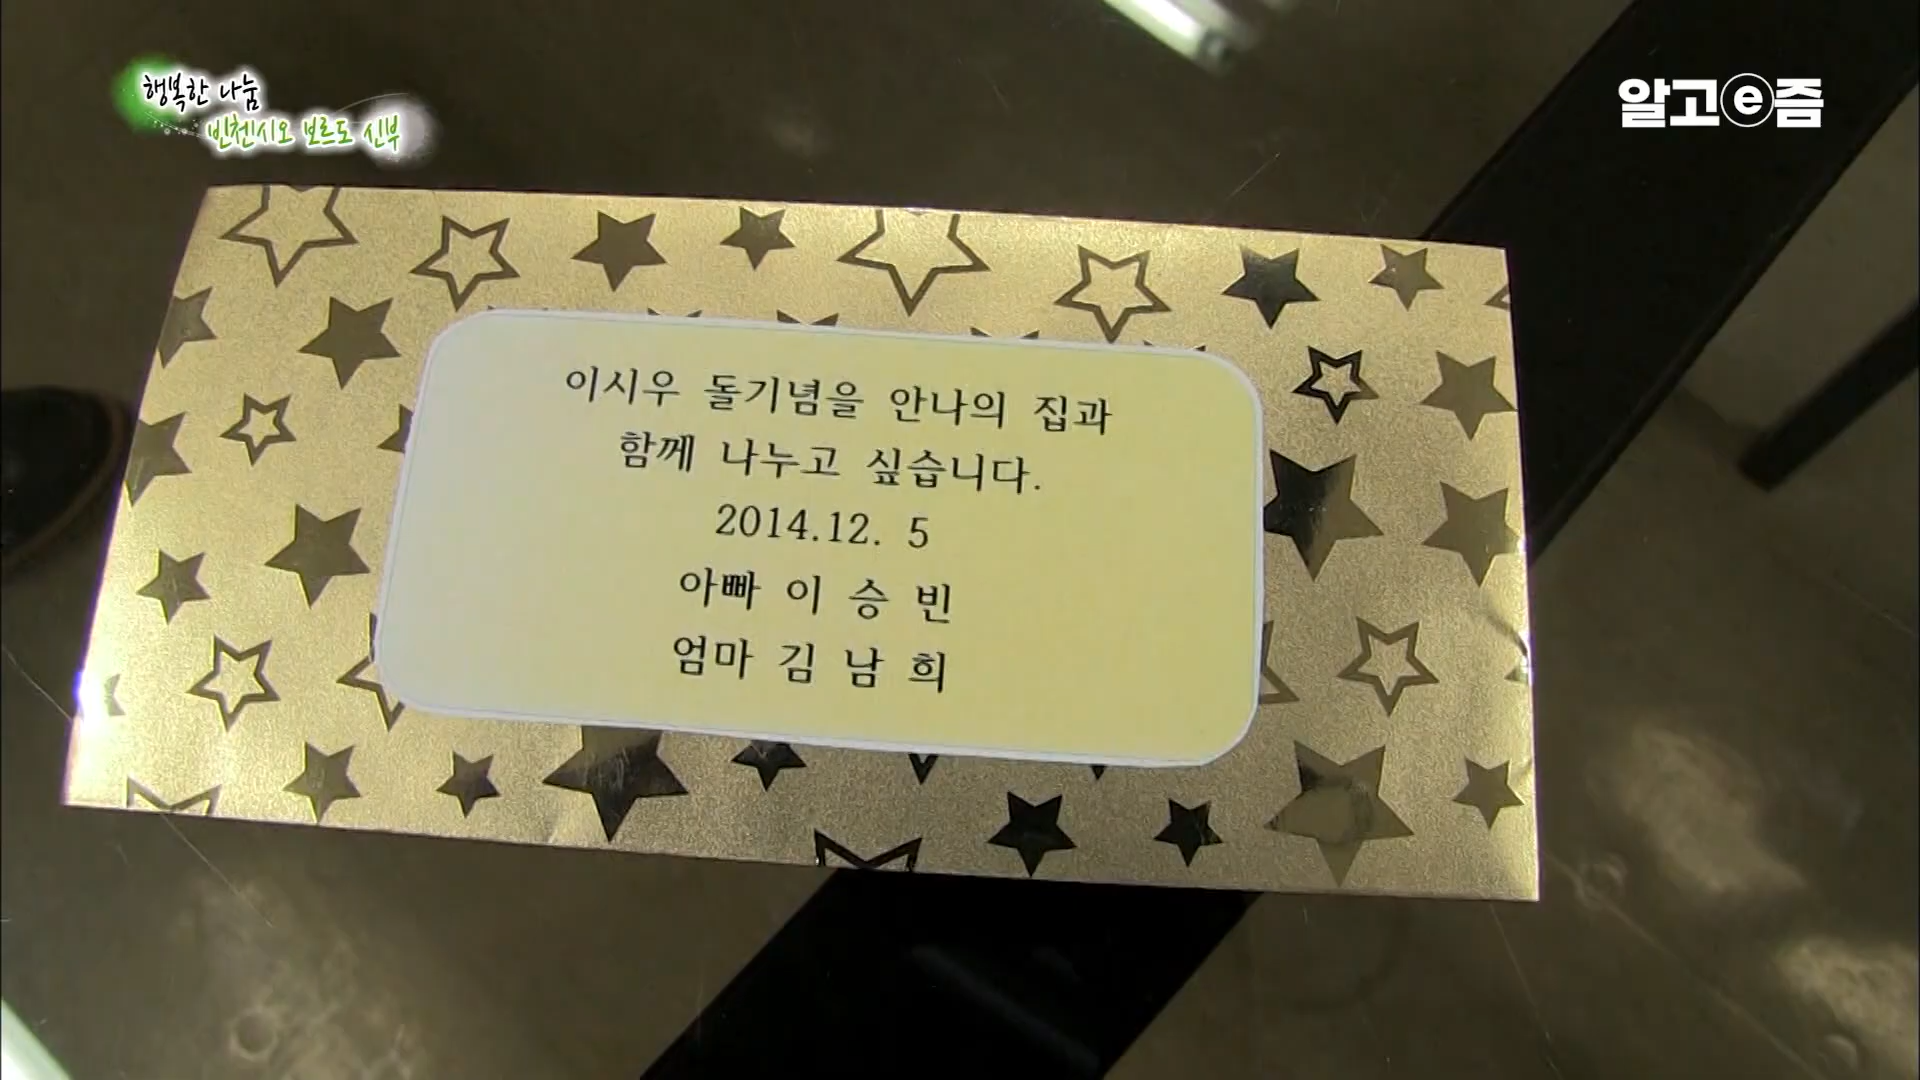 행복한 나눔
빈첸시오 보르도 신부
알고e즘
이시우 돌기념을 안나의 집과
함께 나누고 싶습니다.
2014.12. 5
아빠 이 승 빈
엄마 김 남 희